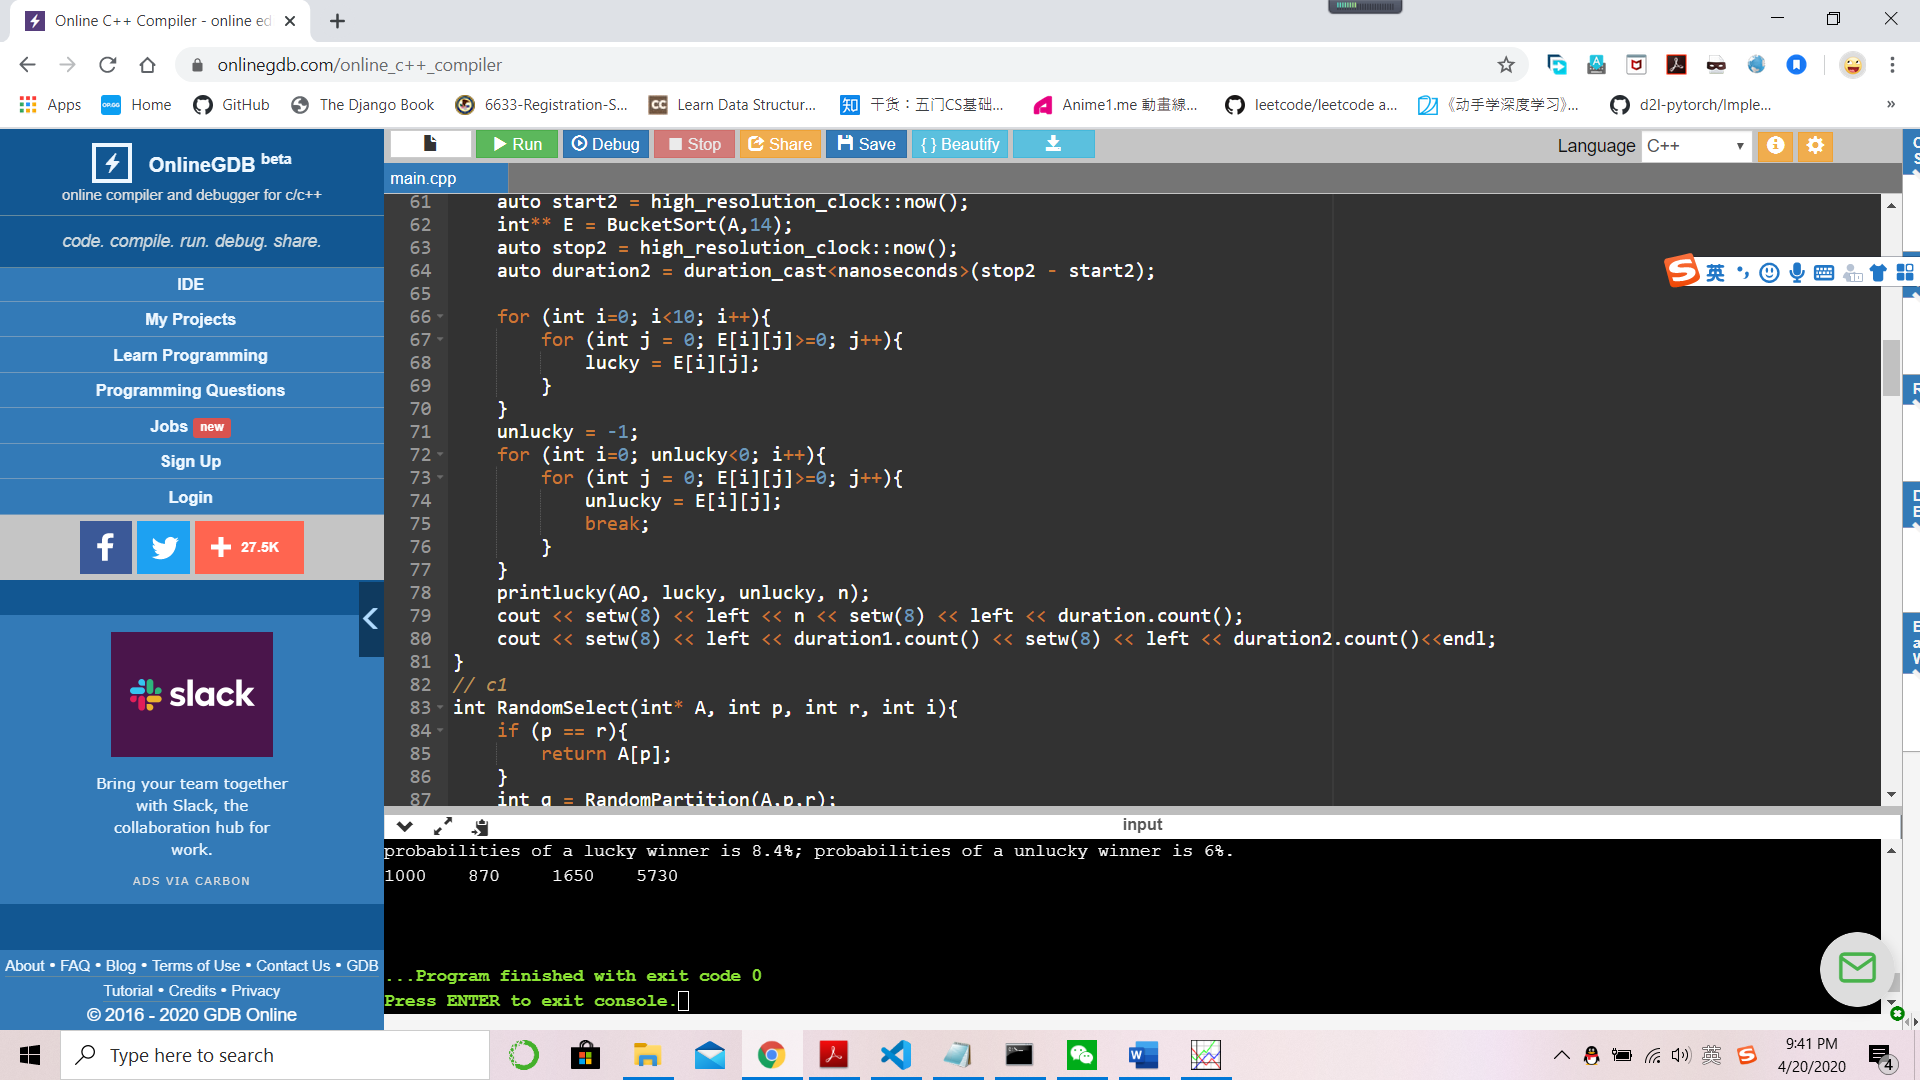 Online C++ Compiler - online ed
onlinegdb.com/online_c++_compiler
Apps
Home
GitHub
The Django Book
6633-Registration-S...
Learn Data Structur...
知 干货：五门CS基础...
Anime1.me 動畫線...
leetcode/leetcode a...
《动手学深度学习》...
d2l-pytorch/Imple...
»
OnlineGDB beta
online compiler and debugger for c/c++
code. compile. run. debug. share.
IDE
My Projects
Learn Programming
Programming Questions
Jobs new
Sign Up
Login
27.5K
slack
Bring your team together
with Slack, the
collaboration hub for
work.
ADS VIA CARBON
About • FAQ • Blog • Terms of Use • Contact Us • GDB
Tutorial • Credits • Privacy
© 2016 - 2020 GDB Online
Run
Debug
Stop
Share
Save
{ } Beautify
Language C++
main.cpp
61 auto start2 = high_resolution_clock::now();
62 int** E = BucketSort(A,14);
63 auto stop2 = high_resolution_clock::now();
64 auto duration2 = duration_cast<nanoseconds>(stop2 - start2);
65
66 for (int i=0; i<10; i++){
67 for (int j = 0; E[i][j]>=0; j++){
68 lucky = E[i][j];
69 }
70 }
71 unlucky = -1;
72 for (int i=0; unlucky<0; i++){
73 for (int j = 0; E[i][j]>=0; j++){
74 unlucky = E[i][j];
75 break;
76 }
77 }
78 printlucky(AO, lucky, unlucky, n);
79 cout << setw(8) << left << n << setw(8) << left << duration.count();
80 cout << setw(8) << left << duration1.count() << setw(8) << left << duration2.count()<<endl;
81 }
82 // c1
83 int RandomSelect(int* A, int p, int r, int i){
84 if (p == r){
85 return A[p];
86 }
87 int q = RandomPartition(A,p,r);
英
input
probabilities of a lucky winner is 8.4%; probabilities of a unlucky winner is 6%.
1000 870 1650 5730
...Program finished with exit code 0
Press ENTER to exit console.
Type here to search
英
9:41 PM
4/20/2020
4